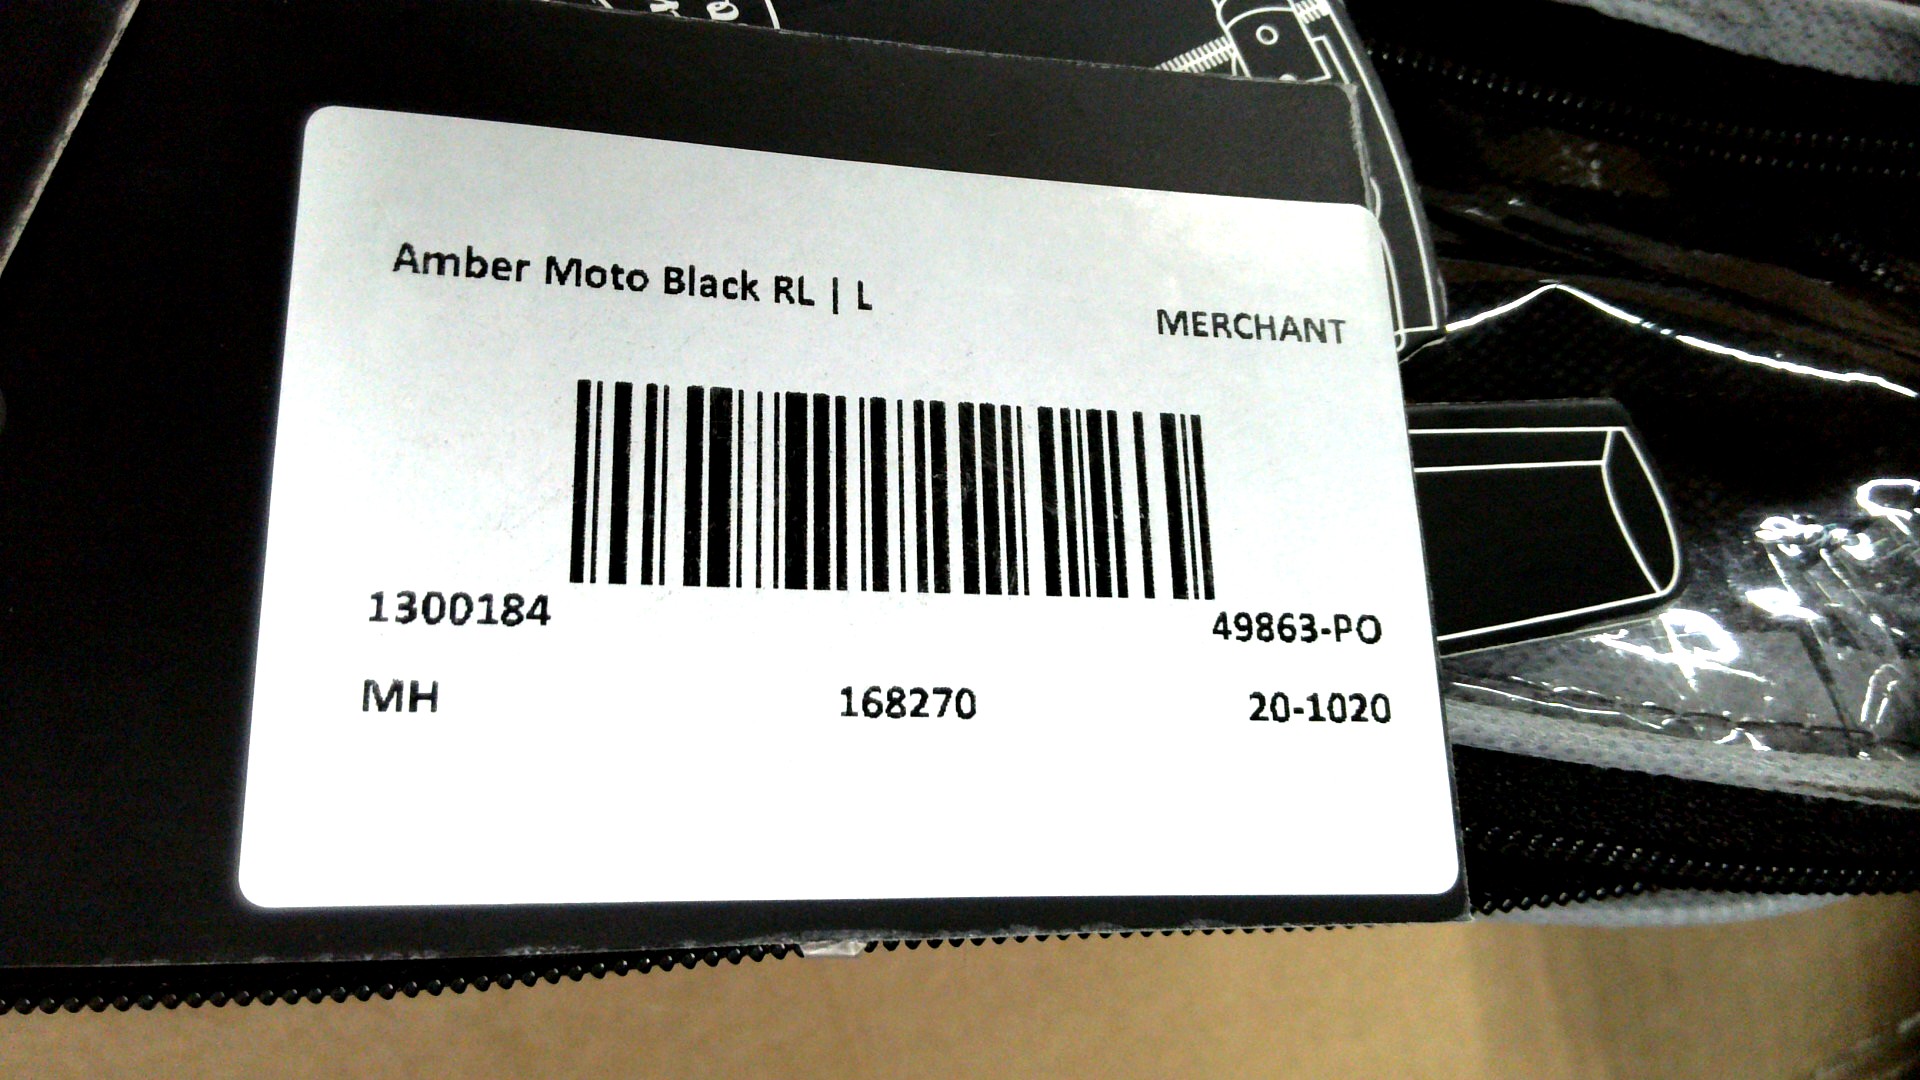 Amber Moto Black RL | L
MERCHANT
1300184
49863-PO
MH
168270
20-1020